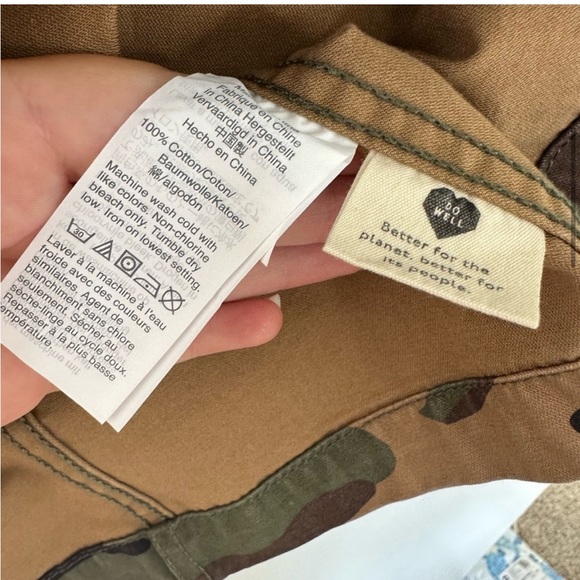 Fabriqué en Chine
in China Hergestellt
Vervaardigd in China
中国製
Hecho en China
100% Cotton/Coton/
Baumwolle/Katoen/
綿/algodón
Machine wash cold with
like colors. Non-chlorine
bleach only. Tumble dry
low. Iron on lowest setting.
30
Laver à la machine à l'eau
froide avec des couleurs
similaires. Agent de
blanchiment sans chlore
seulement. Sécher au
sèche-linge au cycle doux.
Repasser à la plus basse
DO
WELL
Better for the
planet, better for
its people.